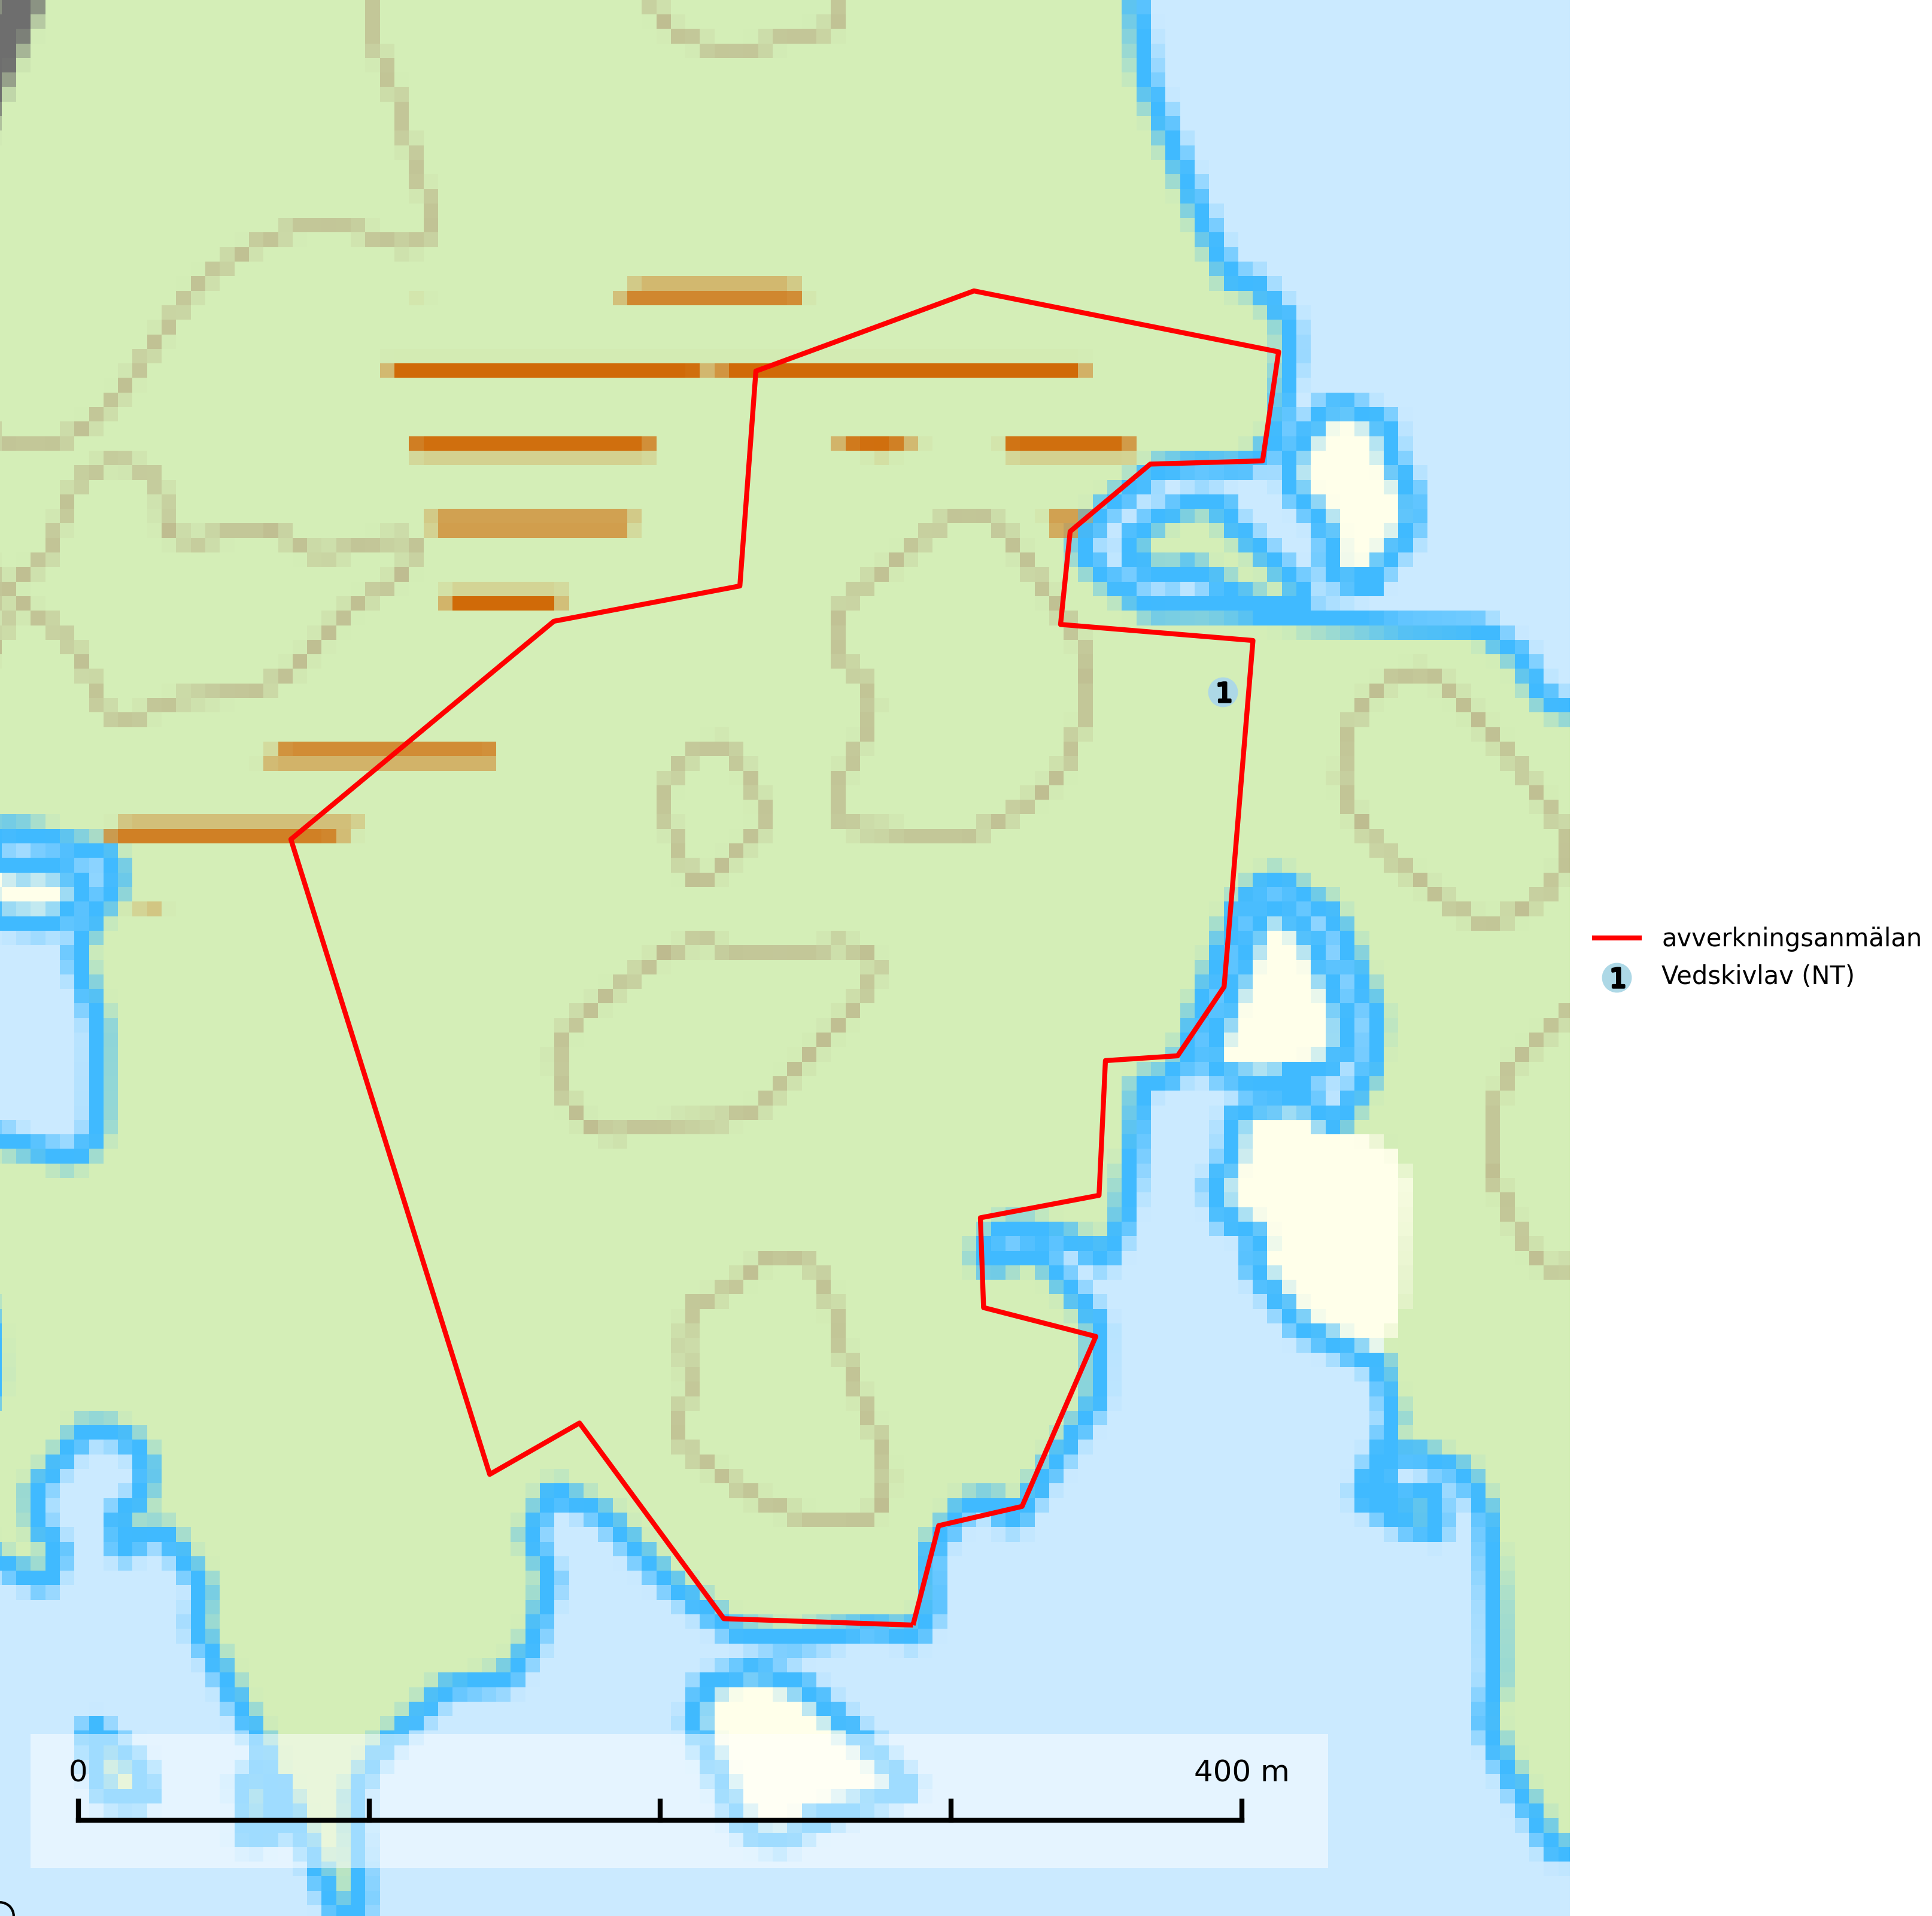 1
avverkningsanmälan
1 Vedskivlav (NT)
0 400 m